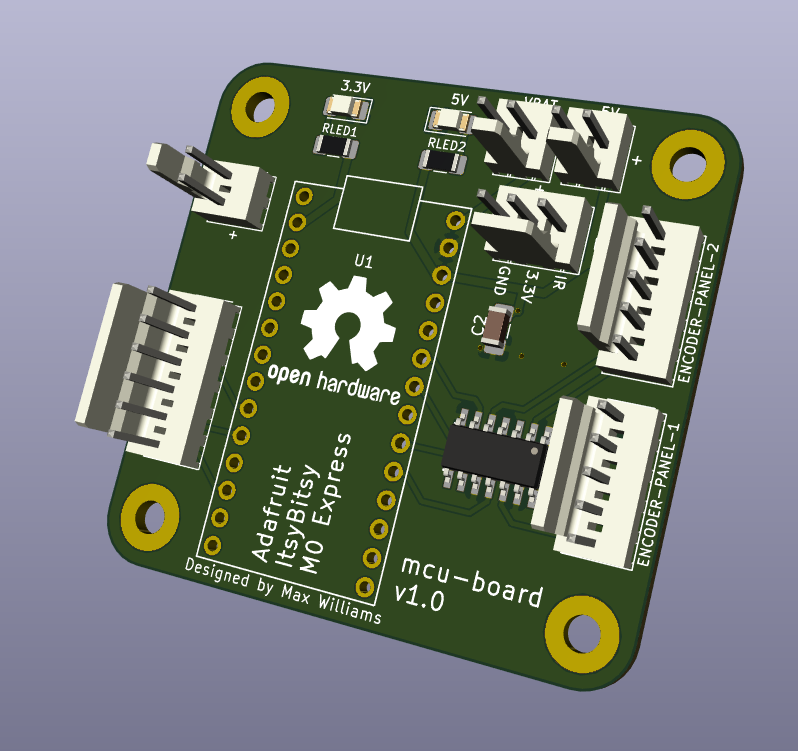 3.3V
5V
5V
RLED1
RLED2
+
+
+
U1
GND
3.3V
IR
C2
ENCODER-PANEL-2
open hardware
Adafruit
ItsyBitsy
M0 Express
ENCODER-PANEL-1
mcu-board
v1.0
Designed by Max Williams